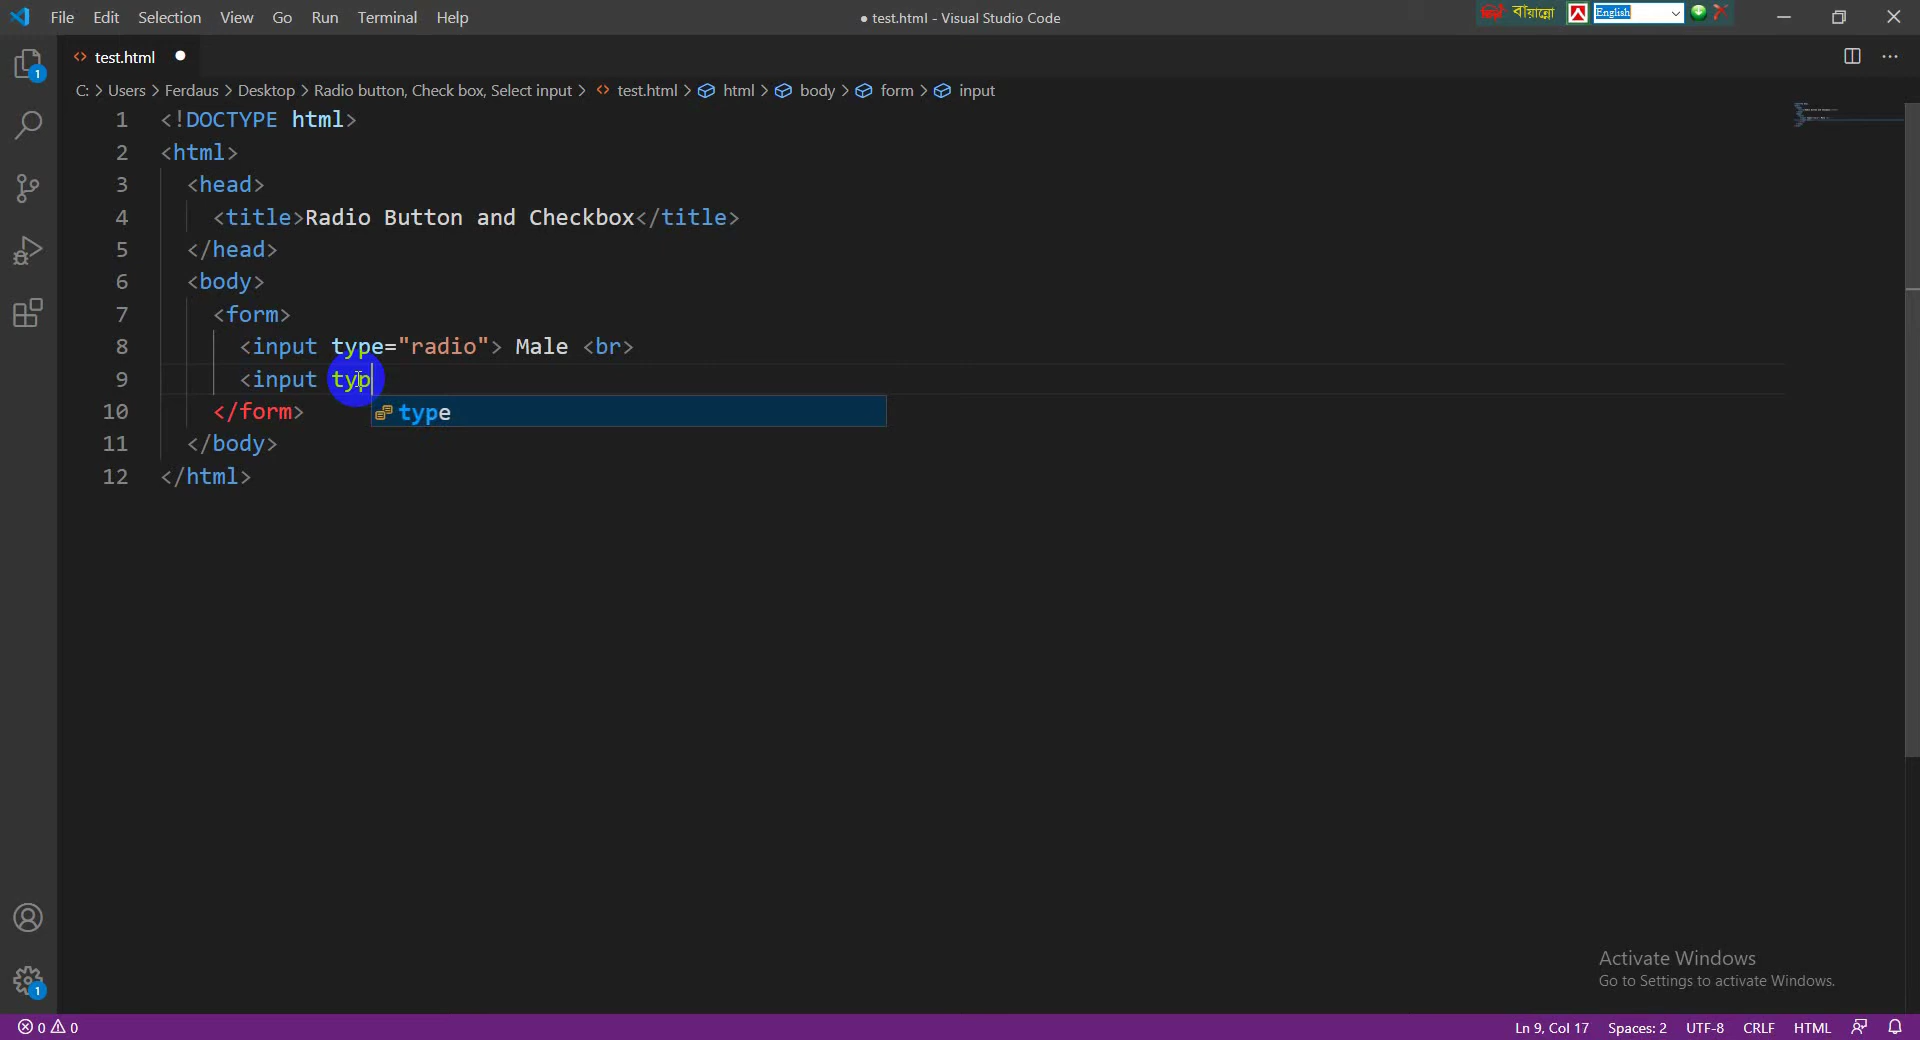 File Edit Selection View Go Run Terminal Help
● test.html - Visual Studio Code
বাঁয়ান্নো English
test.html
1
C: > Users > Ferdaus > Desktop > Radio button, Check box, Select input > test.html > html > body > form > input
1 <!DOCTYPE html>
2 <html>
3 <head>
4 <title>Radio Button and Checkbox</title>
5 </head>
6 <body>
7 <form>
8 <input type="radio"> Male <br>
9 <input typ
10 </form>
type
11 </body>
12 </html>
Activate Windows
Go to Settings to activate Windows.
1
0 0
Ln 9, Col 17 Spaces: 2 UTF-8 CRLF HTML